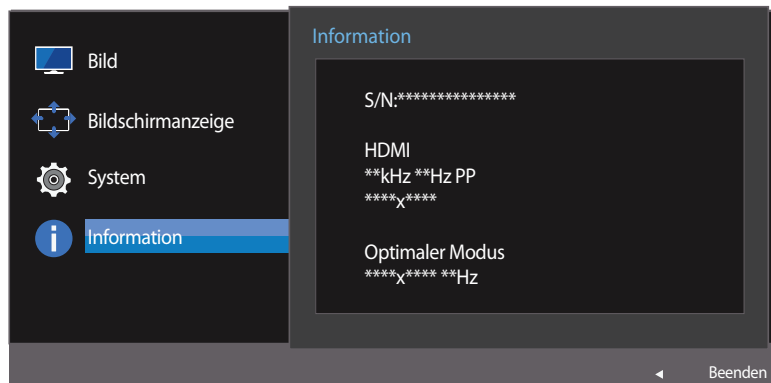 Bild
Bildschirmanzeige
System
Information
Information
S/N:***************
HDMI
**kHz **Hz PP
****x****
Optimaler Modus
****x**** **Hz
Beenden